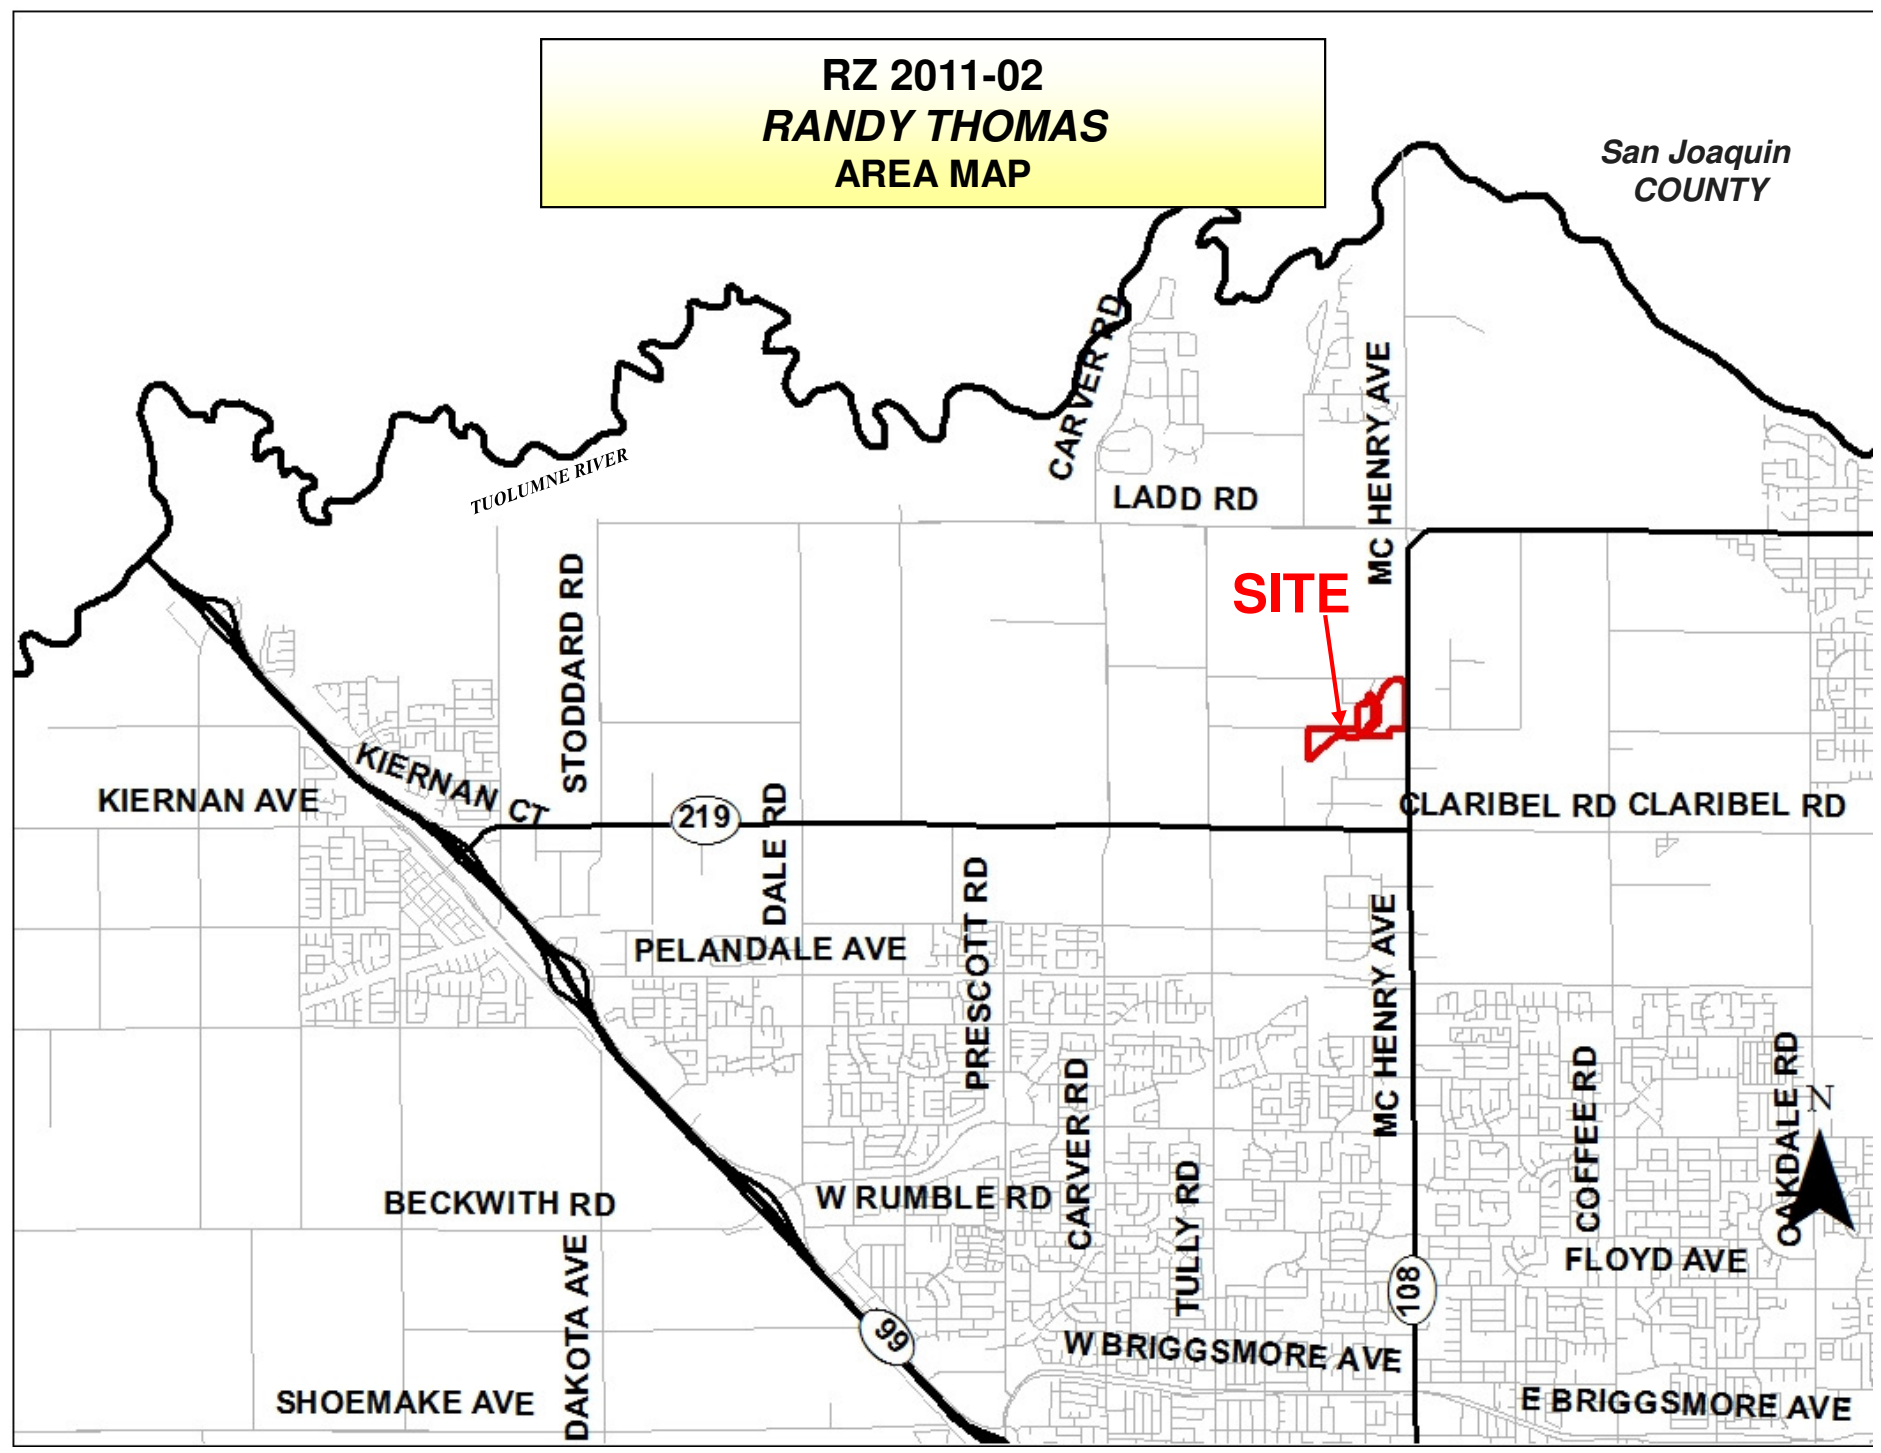 RZ 2011-02
RANDY THOMAS
AREA MAP
San Joaquin
COUNTY
CARVER RD
MC HENRY AVE
TUOLUMNE RIVER
LADD RD
STODDARD RD
SITE
KIERNAN CT
KIERNAN AVE
219
DALE RD
CLARIBEL RD
CLARIBEL RD
PRESCOTT RD
PELANDALE AVE
MC HENRY AVE
COFFEE RD
OAKDALE RD
N
CARVER RD
TULLY RD
BECKWITH RD
W RUMBLE RD
DAKOTA AVE
FLOYD AVE
108
99
W BRIGGSMORE AVE
SHOEMAKE AVE
E BRIGGSMORE AVE